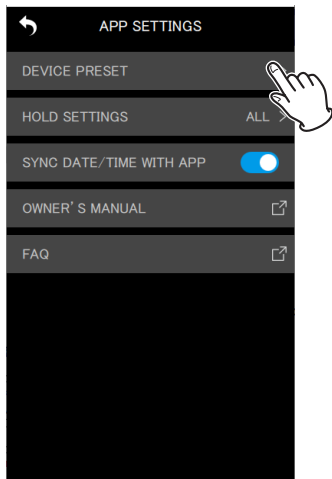 APP SETTINGS
DEVICE PRESET
HOLD SETTINGS ALL >
SYNC DATE/TIME WITH APP
OWNER'S MANUAL
FAQ